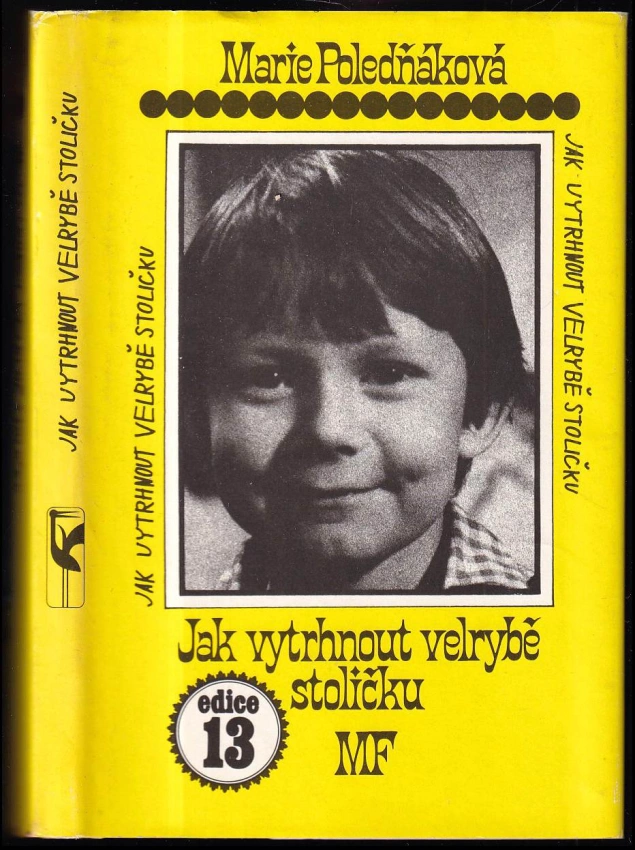 Marie Poledňáková
JAK VYTRHNOUT VELRYBĚ STOLIČKU
JAK VYTRHNOUT VELRYBĚ STOLIČKU
JAK VYTRHNOUT VELRYBĚ STOLIČKU
Jak vytrhnout velrybě
stoličku
edice
13
MF